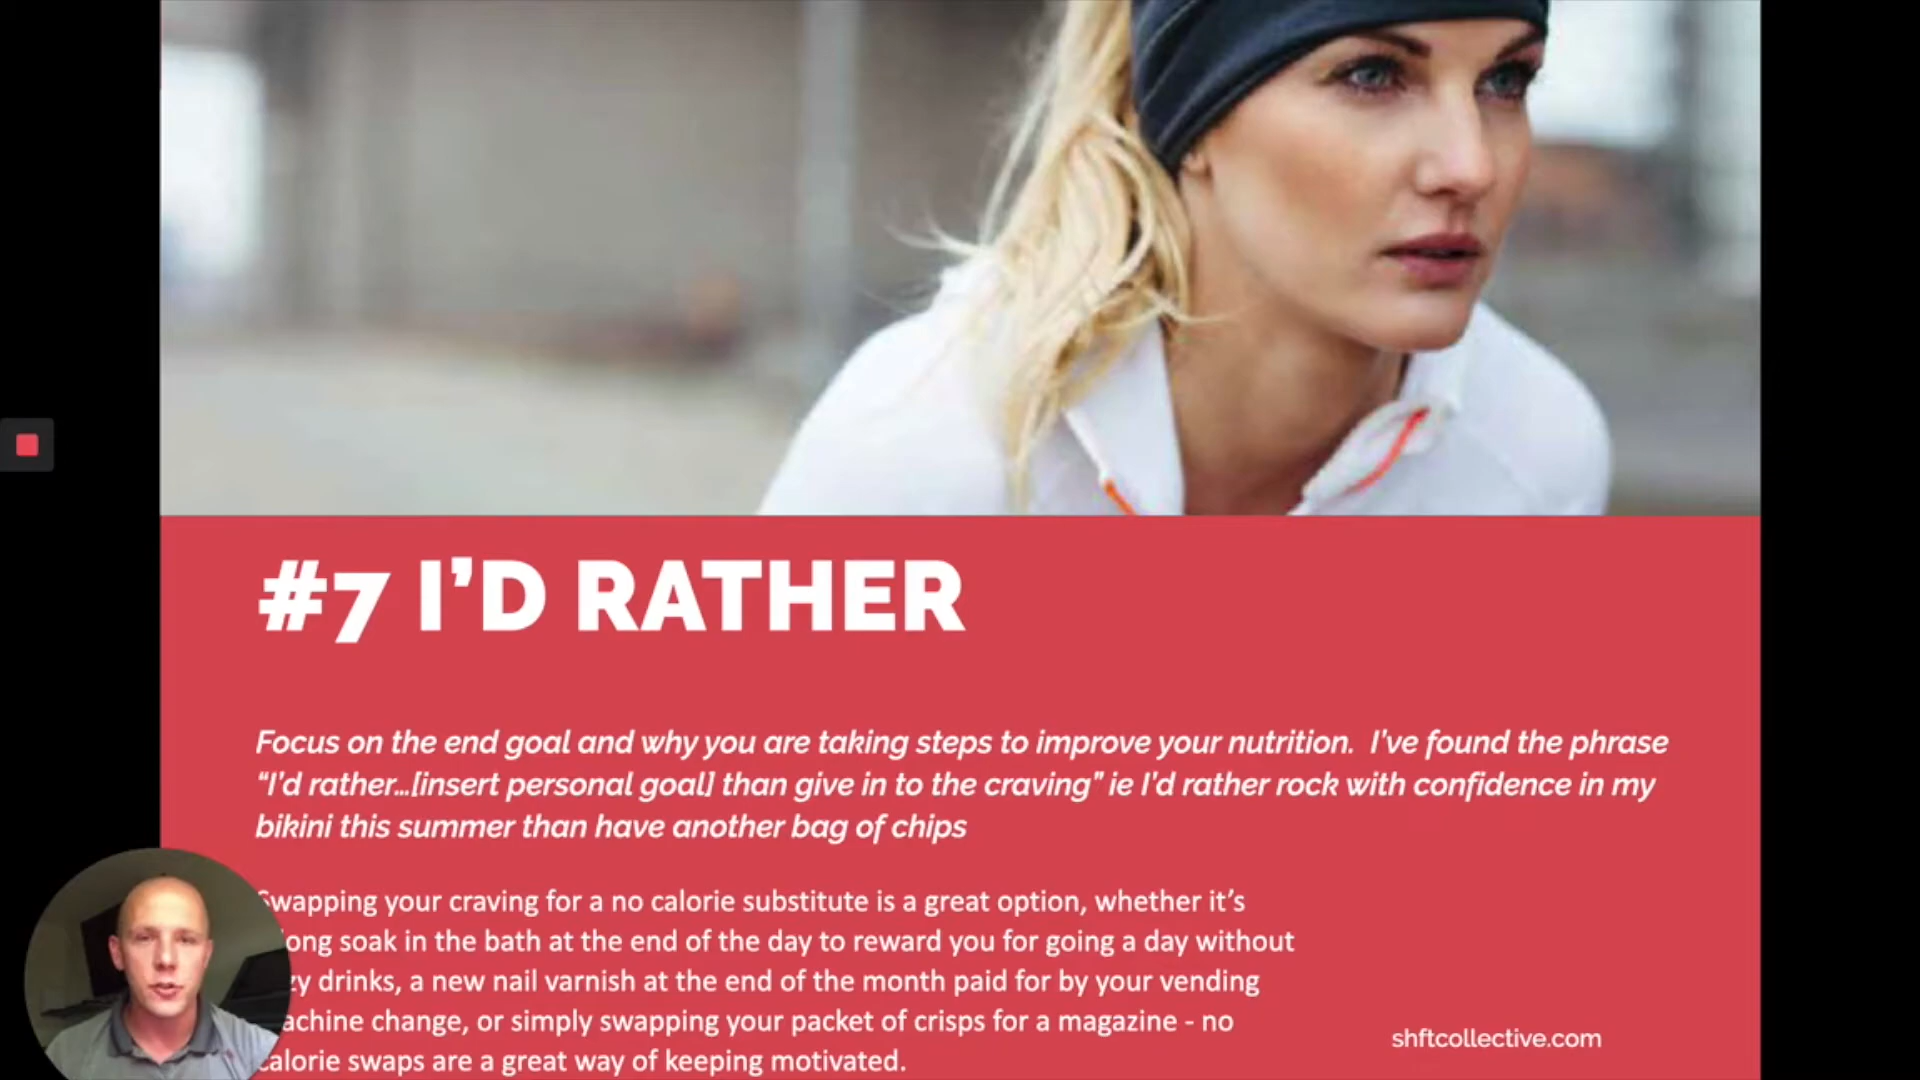 #7 I’D RATHER
Focus on the end goal and why you are taking steps to improve your nutrition.  I’ve found the phrase
“I’d rather...[insert personal goal] than give in to the craving” ie I’d rather rock with confidence in my
bikini this summer than have another bag of chips
Swapping your craving for a no calorie substitute is a great option, whether it’s
long soak in the bath at the end of the day to reward you for going a day without
drinks, a new nail varnish at the end of the month paid for by your vending
machine change, or simply swapping your packet of crisps for a magazine - no
calorie swaps are a great way of keeping motivated.
shftcollective.com